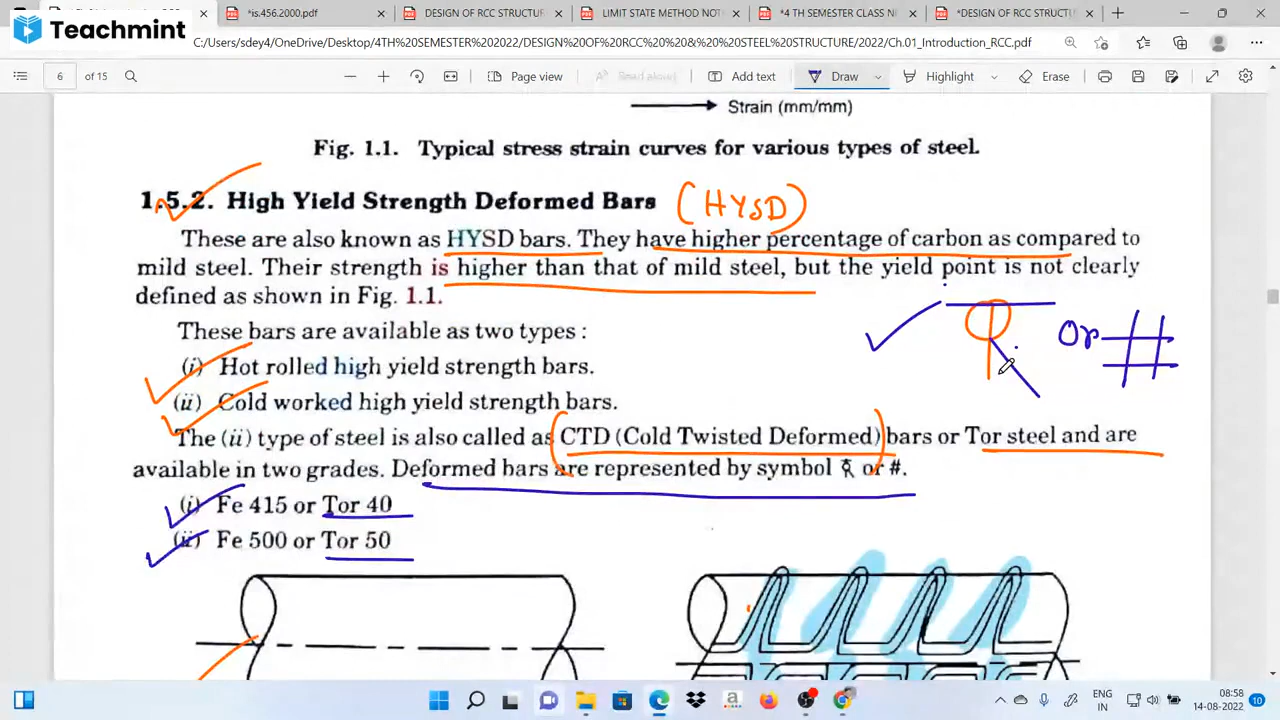 *is.456.2000.pdf
DESIGN OF RCC STRUCTUR
LIMIT STATE METHOD NOT
*4 TH SEMESTER NOTES N
*DESIGN OF RCC STRUCTU
Teachmint
C:/Users/sdey4/OneDrive/Desktop/4TH%20SEMESTER%202022/DESIGN%20OF%20RCC%20%20&%20%20STEEL%20STRUCTURE/2022/Ch.01_Introduction_RCC.pdf
6 of 15 Page view Read aloud Add text Draw Highlight Erase
Strain (mm/mm)
Fig. 1.1. Typical stress strain curves for various types of steel.
1.5.2. High Yield Strength Deformed Bars (HYSD)
These are also known as HYSD bars. They have higher percentage of carbon as compared to
mild steel. Their strength is higher than that of mild steel, but the yield point is not clearly
defined as shown in Fig. 1.1.
These bars are available as two types :
or #
(i) Hot rolled high yield strength bars.
(ii) Cold worked high yield strength bars.
The (ii) type of steel is also called as CTD (Cold Twisted Deformed) bars or Tor steel and are
available in two grades. Deformed bars are represented by symbol or #.
(i) Fe 415 or Tor 40
(ii) Fe 500 or Tor 50
ENG
IN
08:58
14-08-2022
10